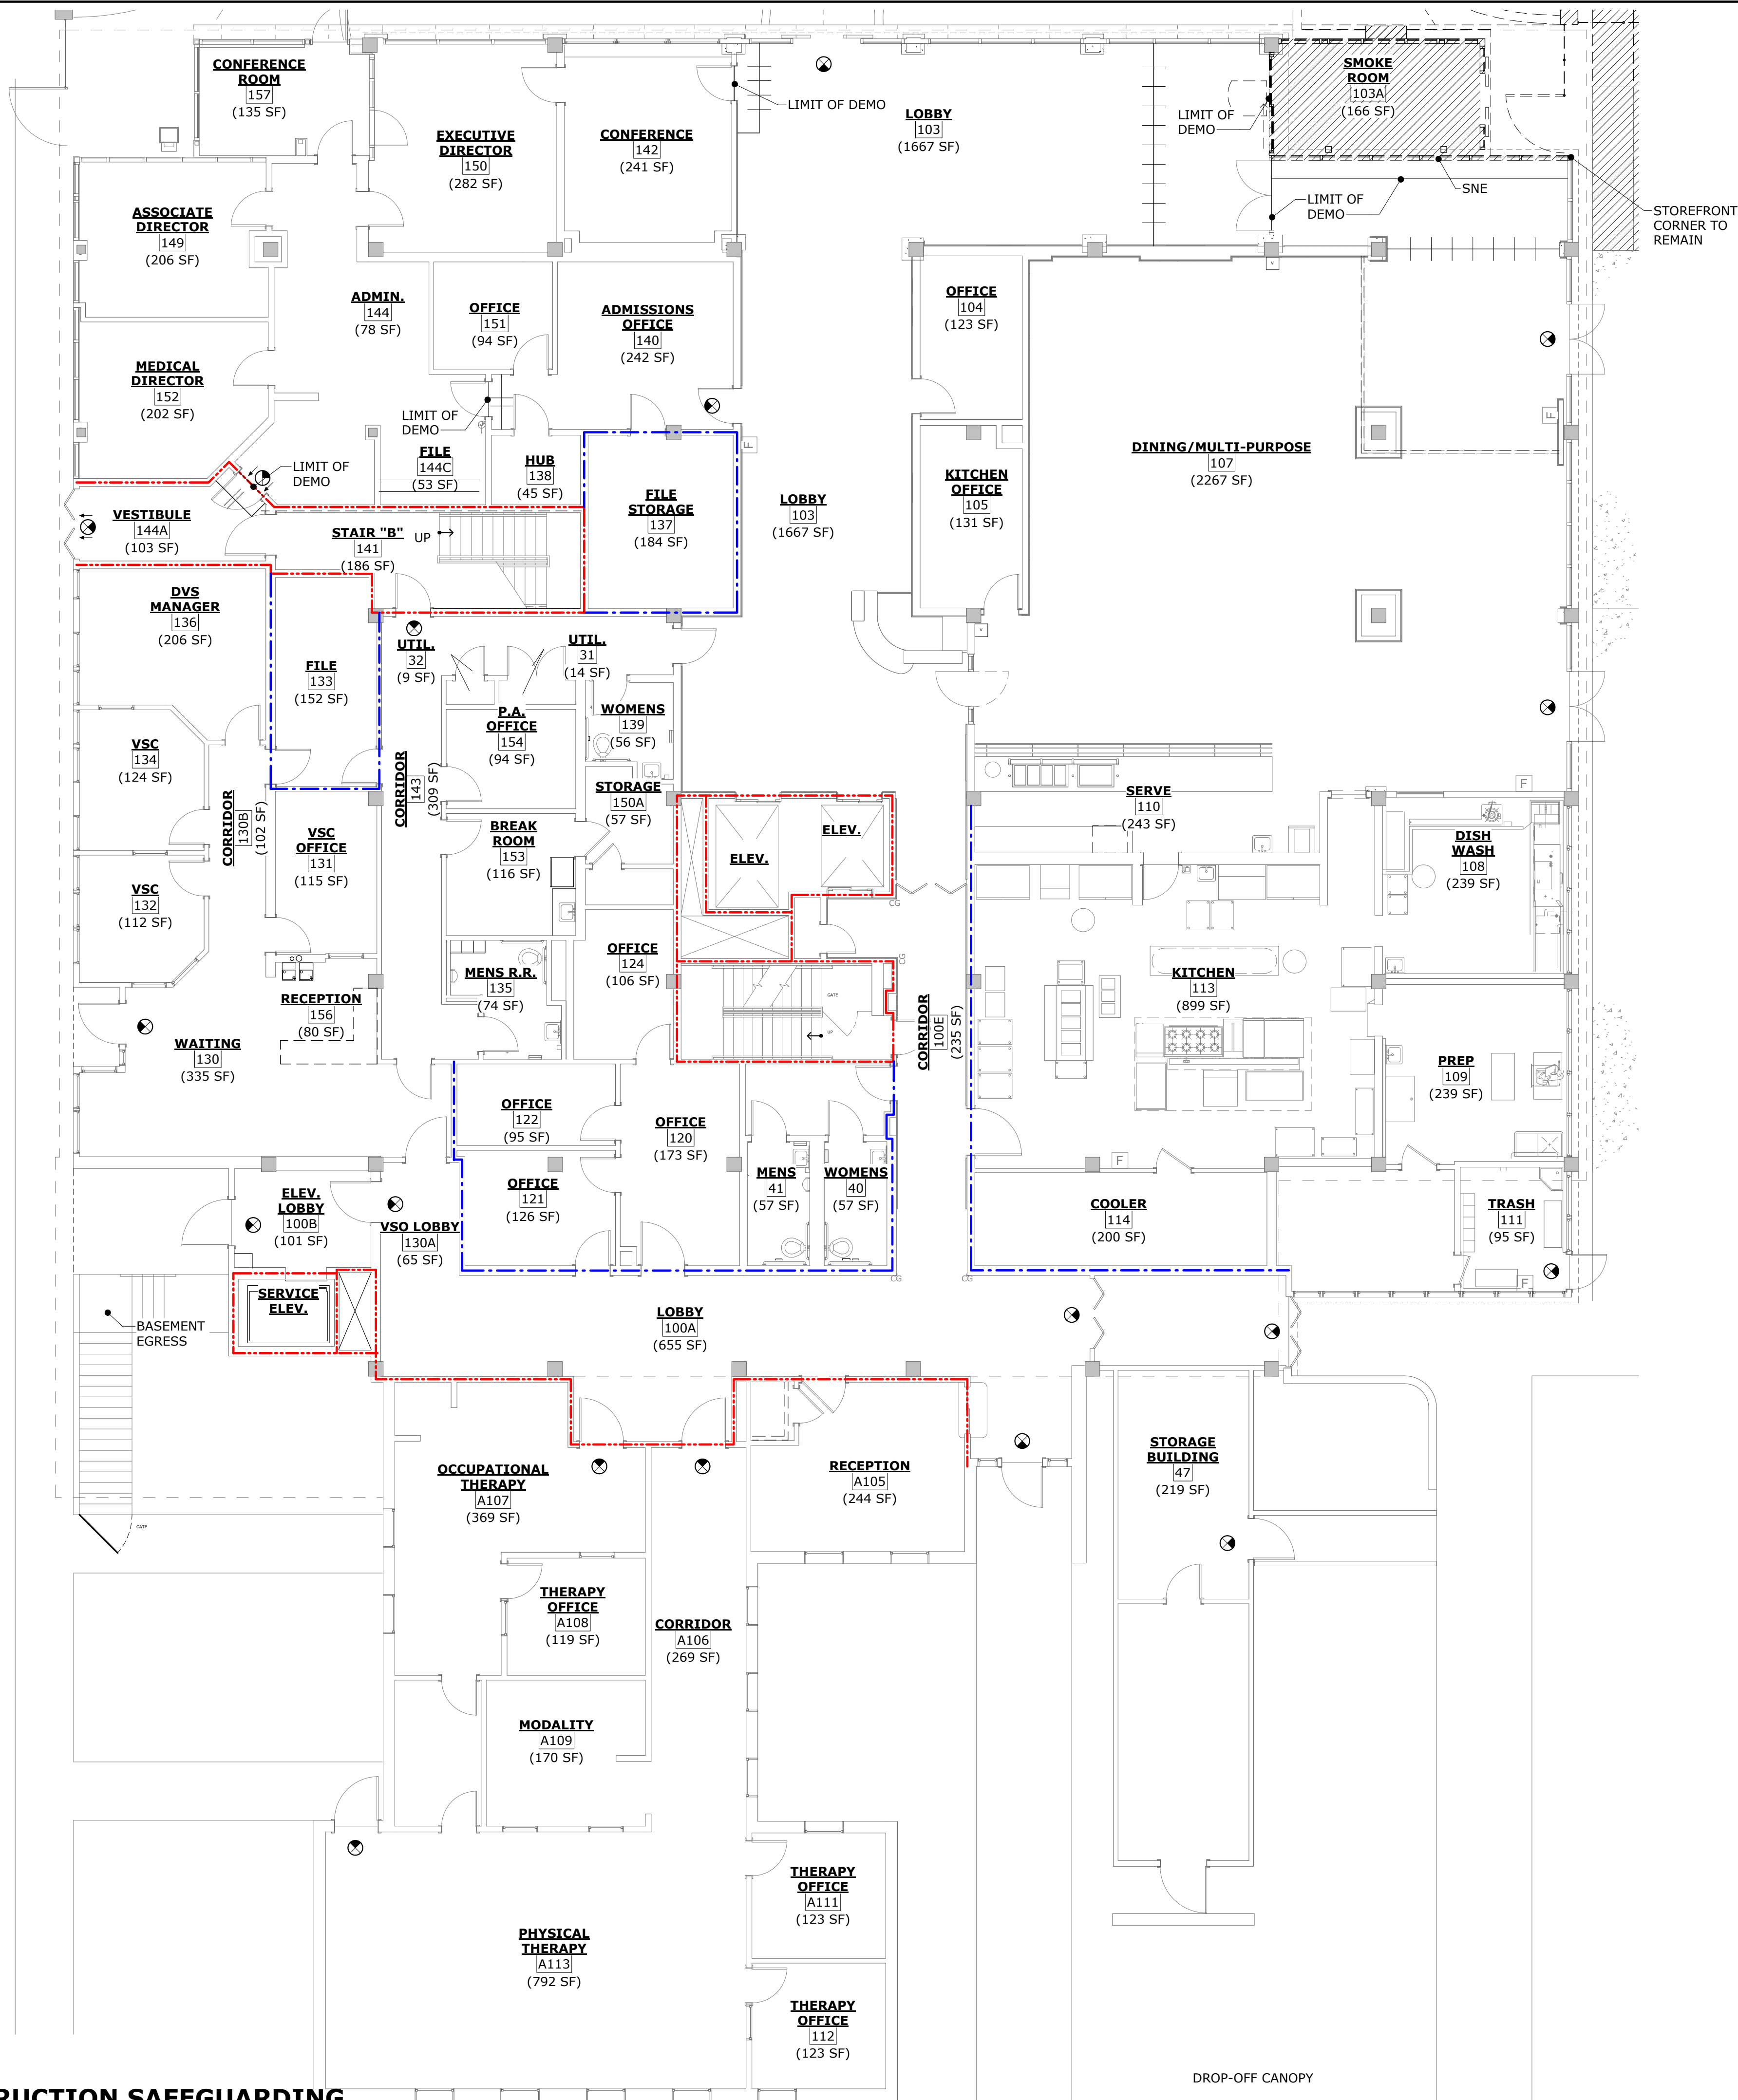 CONFERENCE
ROOM
157
(135 SF)
EXECUTIVE
DIRECTOR
150
(282 SF)
CONFERENCE
142
(241 SF)
LIMIT OF DEMO
LOBBY
103
(1667 SF)
LIMIT OF
DEMO
SMOKE
ROOM
103A
(166 SF)
SNE
LIMIT OF
DEMO
STOREFRONT
CORNER TO
REMAIN
ASSOCIATE
DIRECTOR
149
(206 SF)
ADMIN.
144
(78 SF)
OFFICE
151
(94 SF)
ADMISSIONS
OFFICE
140
(242 SF)
OFFICE
104
(123 SF)
MEDICAL
DIRECTOR
152
(202 SF)
LIMIT OF
DEMO
FILE
144C
(53 SF)
HUB
138
(45 SF)
LIMIT OF
DEMO
FILE
STORAGE
137
(184 SF)
F
LOBBY
103
(1667 SF)
KITCHEN
OFFICE
105
(131 SF)
DINING/MULTI-PURPOSE
107
(2267 SF)
F
VESTIBULE
144A
(103 SF)
STAIR "B"
141
(186 SF)
UP
DVS
MANAGER
136
(206 SF)
FILE
133
(152 SF)
UTIL.
32
(9 SF)
UTIL.
31
(14 SF)
P.A.
OFFICE
154
(94 SF)
WOMENS
139
(56 SF)
VSC
134
(124 SF)
CORRIDOR
130B
(102 SF)
CORRIDOR
143
(309 SF)
STORAGE
150A
(57 SF)
BREAK
ROOM
153
(116 SF)
VSC
OFFICE
131
(115 SF)
VSC
132
(112 SF)
ELEV.
ELEV.
CG
CG
SERVE
110
(243 SF)
F
DISH
WASH
108
(239 SF)
OFFICE
124
(106 SF)
MENS R.R.
135
(74 SF)
RECEPTION
156
(80 SF)
WAITING
130
(335 SF)
GATE
UP
CORRIDOR
100E
(235 SF)
KITCHEN
113
(899 SF)
PREP
109
(239 SF)
OFFICE
122
(95 SF)
OFFICE
120
(173 SF)
OFFICE
121
(126 SF)
MENS
41
(57 SF)
WOMENS
40
(57 SF)
F
COOLER
114
(200 SF)
TRASH
111
(95 SF)
F
ELEV.
LOBBY
100B
(101 SF)
VSO LOBBY
130A
(65 SF)
CG
CG
SERVICE
ELEV.
BASEMENT
EGRESS
LOBBY
100A
(655 SF)
GATE
OCCUPATIONAL
THERAPY
A107
(369 SF)
RECEPTION
A105
(244 SF)
STORAGE
BUILDING
47
(219 SF)
THERAPY
OFFICE
A108
(119 SF)
CORRIDOR
A106
(269 SF)
MODALITY
A109
(170 SF)
THERAPY
OFFICE
A111
(123 SF)
PHYSICAL
THERAPY
A113
(792 SF)
THERAPY
OFFICE
112
(123 SF)
DROP-OFF CANOPY
RUCTION SAFEGUARDING